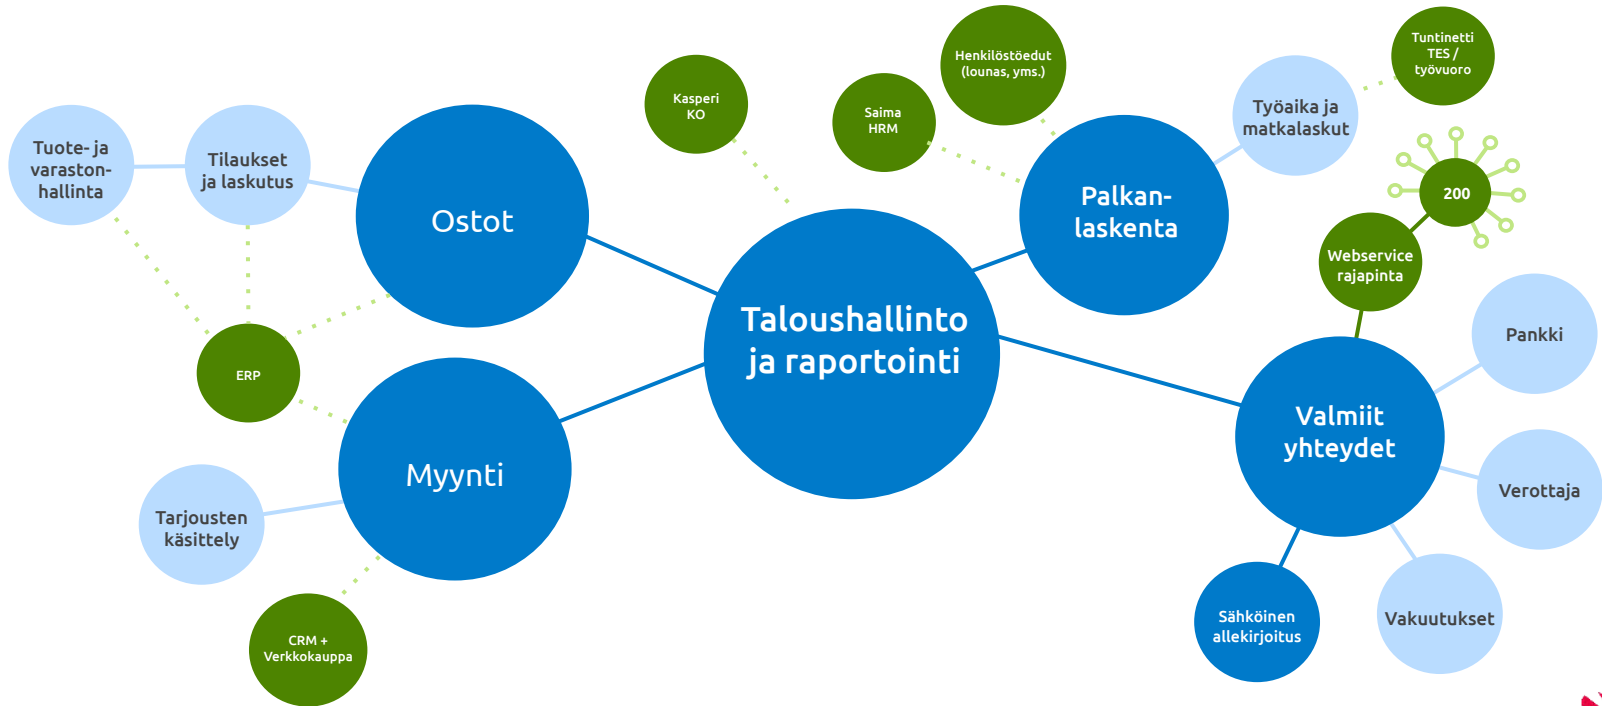 Tuote- ja
varaston-
hallinta
Tilaukset
ja laskutus
Ostot
ERP
Myynti
Tarjousten
käsittely
CRM +
Verkkokauppa
Kasperi
KO
Taloushallinto
ja raportointi
Saima
HRM
Henkilöstöedut
(lounas, yms.)
Palkan-
laskenta
Työaika ja
matkalaskut
Tuntinetti
TES /
työvuoro
200
Webservice
rajapinta
Valmiit
yhteydet
Pankki
Verottaja
Vakuutukset
Sähköinen
allekirjoitus